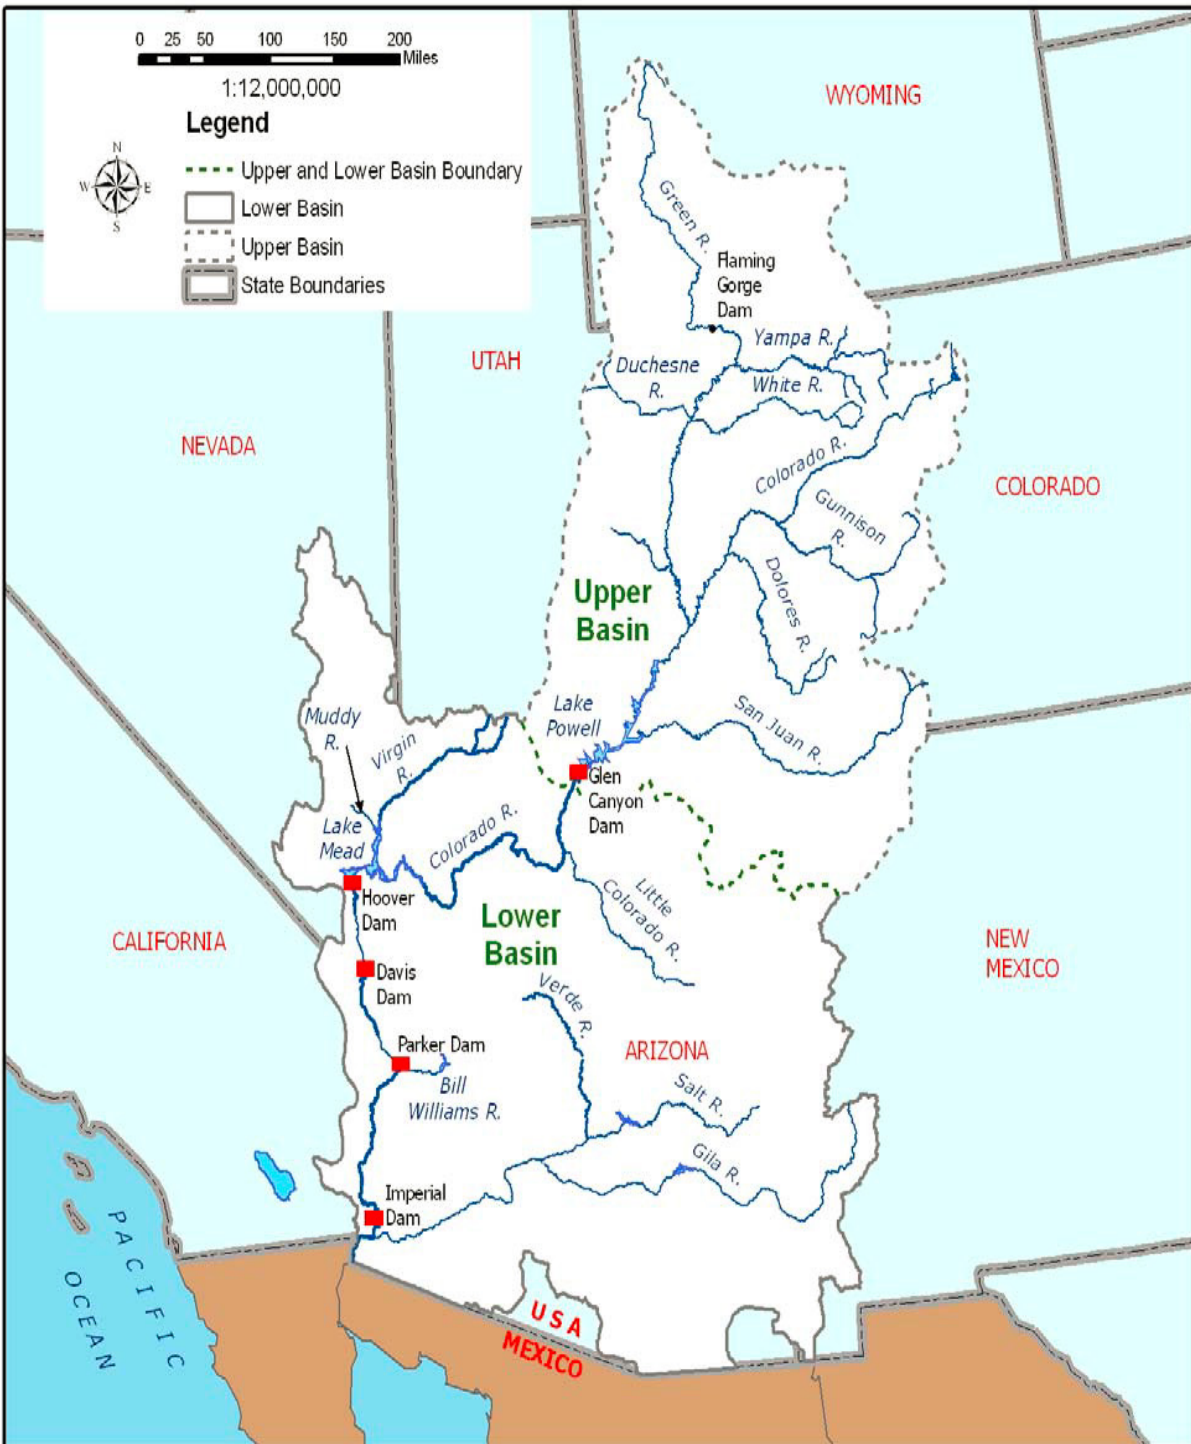 0 25 50 100 150 200
Miles
1:12,000,000
Legend
Upper and Lower Basin Boundary
Lower Basin
Upper Basin
State Boundaries
N
W E
S
WYOMING
Green R.
Flaming
Gorge
Dam
Yampa R.
UTAH
Duchesne
R.
White R.
NEVADA
Colorado R.
COLORADO
Gunnison
R.
Dolores R.
Upper
Basin
Lake
Powell
San Juan R.
Muddy
R.
Virgin
R.
Glen
Canyon
Dam
Lake
Mead
Colorado R.
Hoover
Dam
Little
Colorado R.
Lower
Basin
CALIFORNIA
NEW
MEXICO
Davis
Dam
Verde R.
Parker Dam
ARIZONA
Bill
Williams R.
Salt R.
Gila R.
Imperial
Dam
PACIFIC
OCEAN
USA
MEXICO